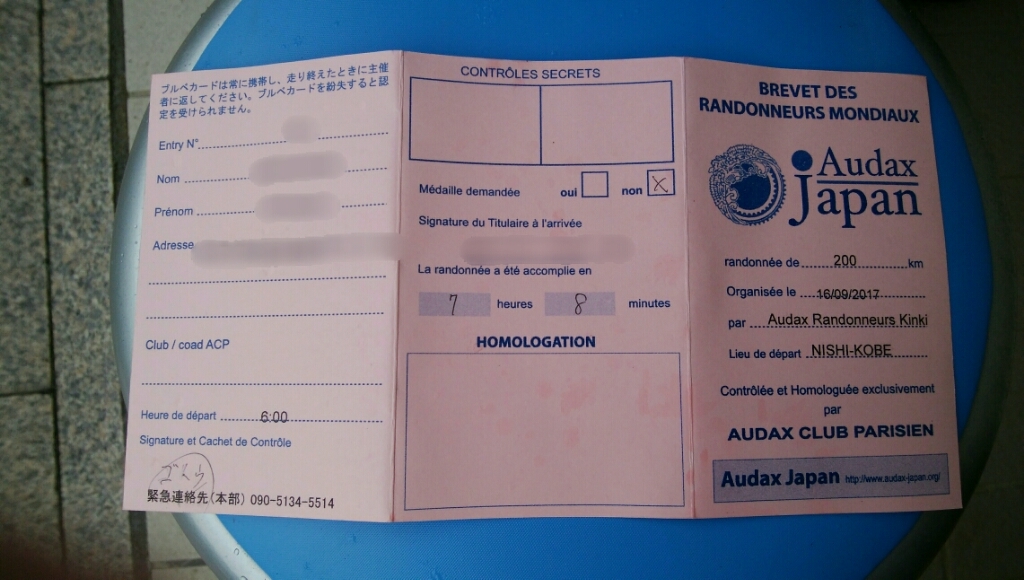 ブルベカードは常に携帯し、走り終えたときに主催
者に返してください。ブルベカードを紛失すると認
定を受けられません。
Entry N°
Nom
Prénom
Adresse
Club / coad ACP
Heure de départ 6:00
Signature et Cachet de Contrôle
緊急連絡先(本部) 090-5134-5514
CONTRÔLES SECRETS
Médaille demandée oui non X
Signature du Titulaire à l'arrivée
La randonnée a été accomplie en
7 heures 8 minutes
HOMOLOGATION
BREVET DES
RANDONNEURS MONDIAUX
Audax
Japan
randonnée de 200 km
Organisée le 16/09/2017
par Audax Randonneurs Kinki
Lieu de départ NISHI-KOBE
Contrôlée et Homologuée exclusivement
par
AUDAX CLUB PARISIEN
Audax Japan http://www.audax-japan.org/